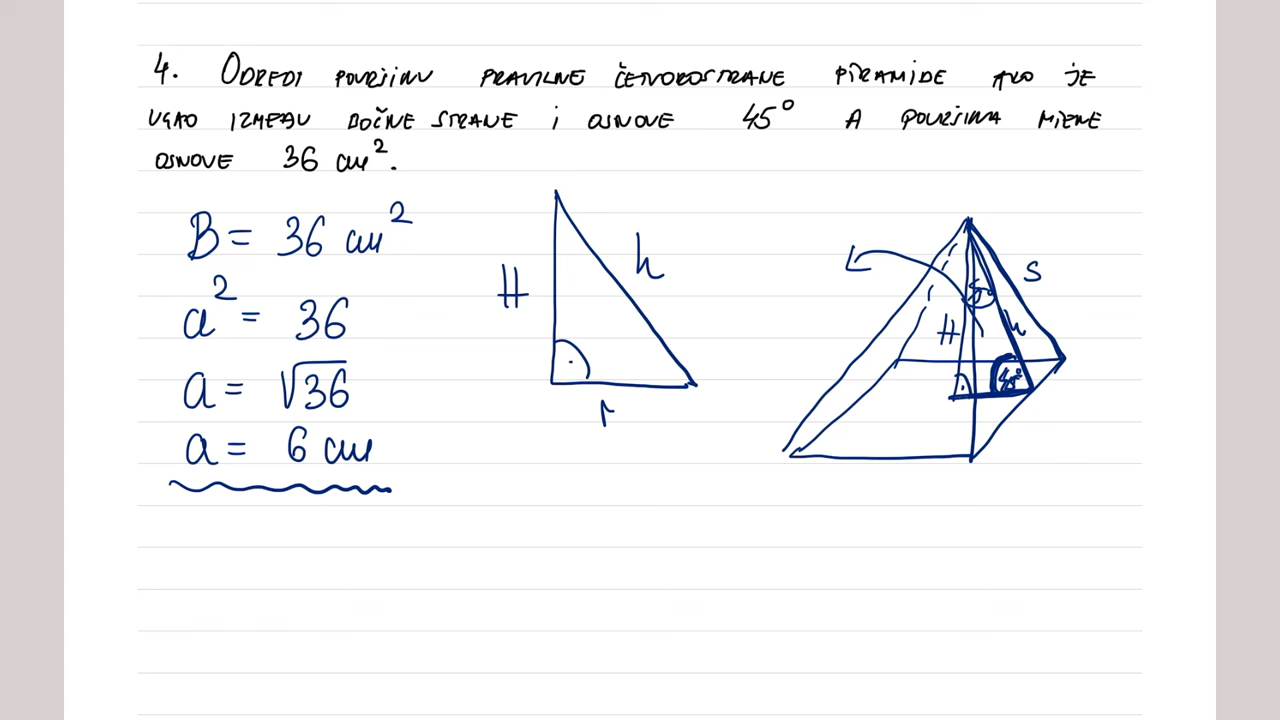 4. ODREDI POVRŠINU PRAVILNE ČETVOROSTRANE PIRAMIDE AKO JE
UGAO IZMEĐU BOČNE STRANE I OSNOVE 45° A POVRŠINA NJENE
OSNOVE 36 cm².
B = 36 cm²
a² = 36
a = √36
a = 6 cm
H
h
s
H
h
45°